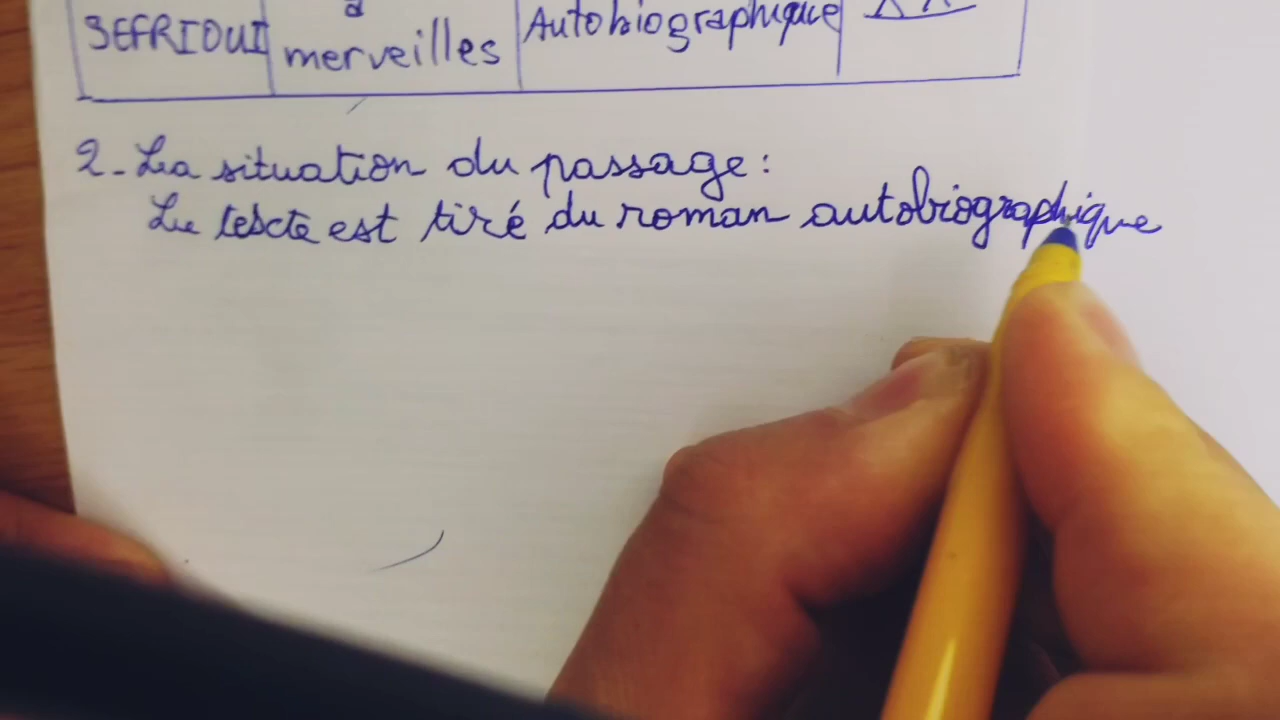 à
SEFRIOUI merveilles Autobiographique
2. La situation du passage:
Le texte est tiré du roman autobiographique